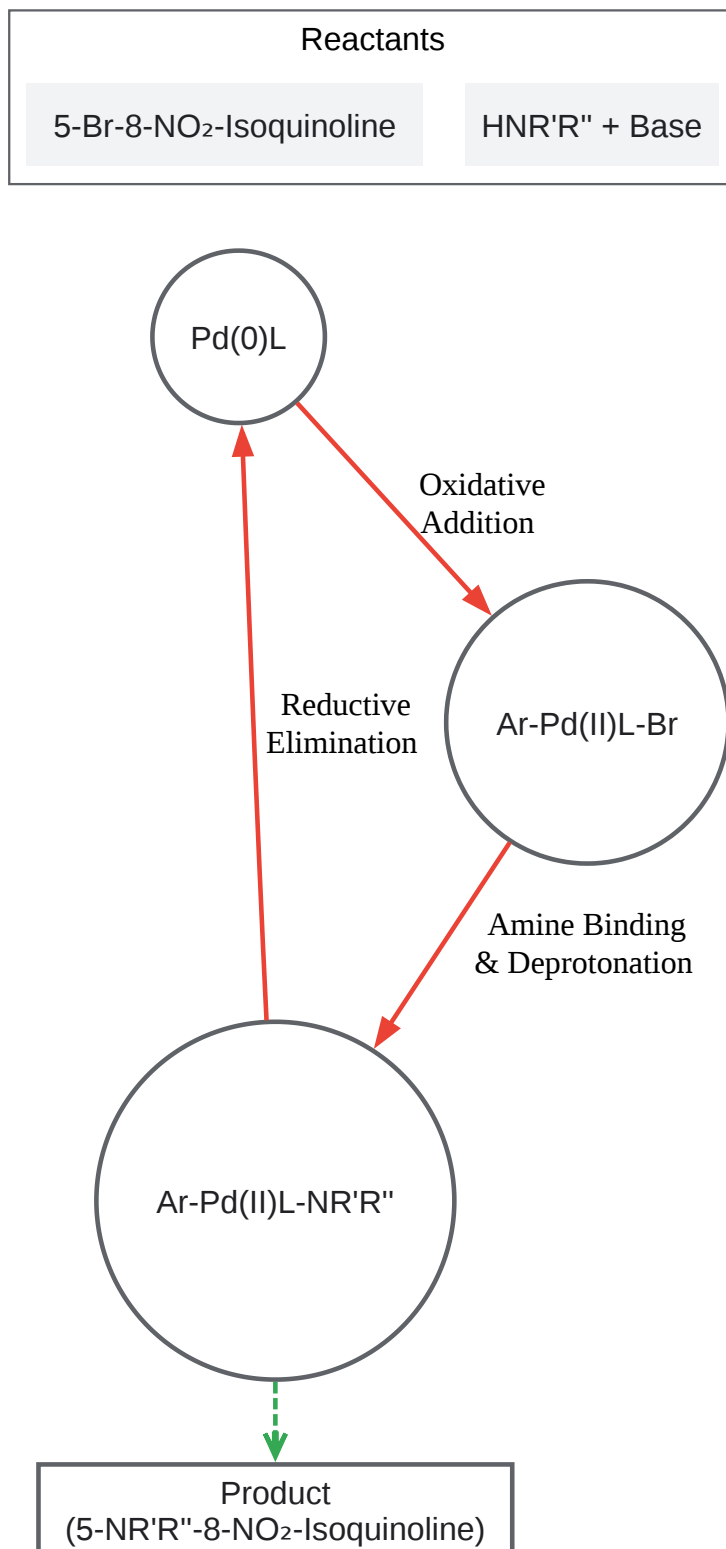 Reactants
5-Br-8-NO₂-Isoquinoline
HNR'R" + Base
Pd(0)L
Oxidative
Addition
Ar-Pd(II)L-Br
Reductive
Elimination
Amine Binding
& Deprotonation
Ar-Pd(II)L-NR'R"
Product
(5-NR'R"-8-NO₂-Isoquinoline)